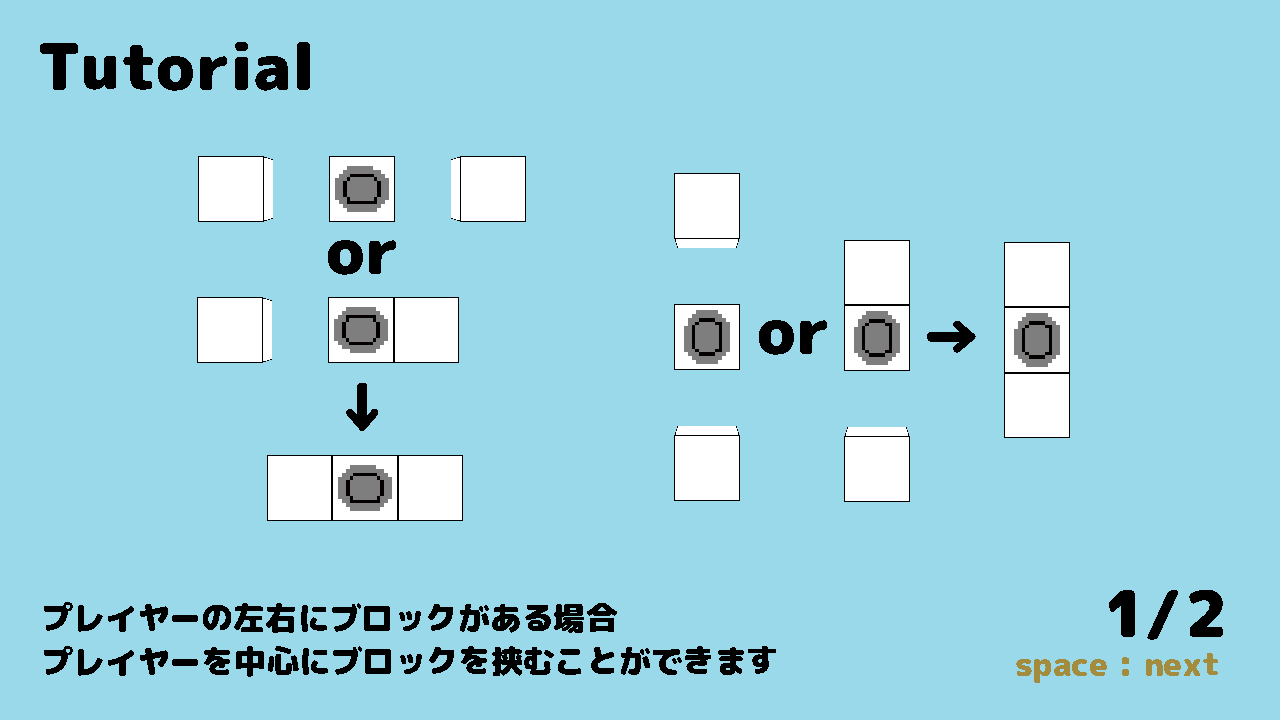 Tutorial
or
or
↓
→
プレイヤーの左右にブロックがある場合
プレイヤーを中心にブロックを挟むことができます
1/2
space : next